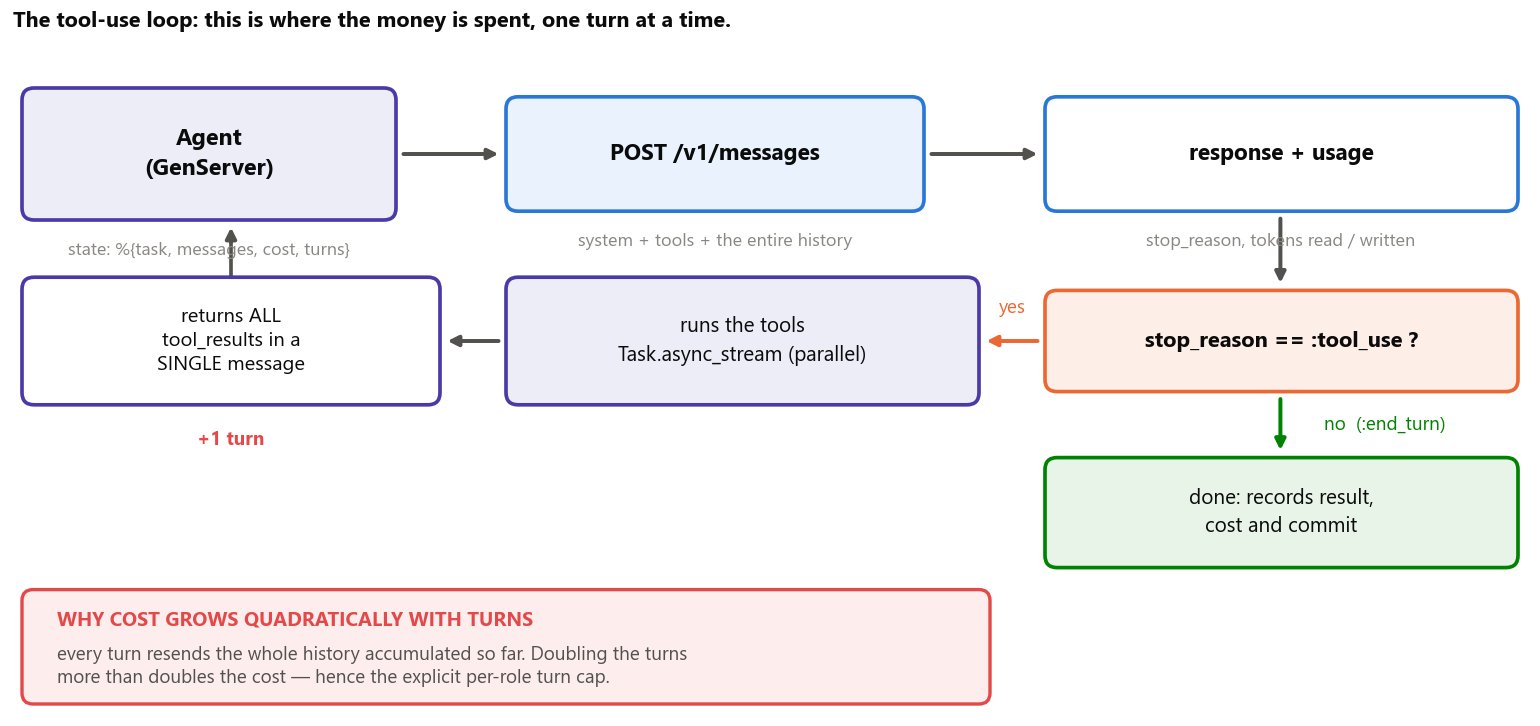 The tool-use loop: this is where the money is spent, one turn at a time.
Agent
(GenServer)
POST /v1/messages
response + usage
state: %{task, messages, cost, turns}
system + tools + the entire history
stop_reason, tokens read / written
returns ALL
tool_results in a
SINGLE message
runs the tools
Task.async_stream (parallel)
yes
stop_reason == :tool_use ?
+1 turn
no  (:end_turn)
done: records result,
cost and commit
WHY COST GROWS QUADRATICALLY WITH TURNS
every turn resends the whole history accumulated so far. Doubling the turns
more than doubles the cost — hence the explicit per-role turn cap.